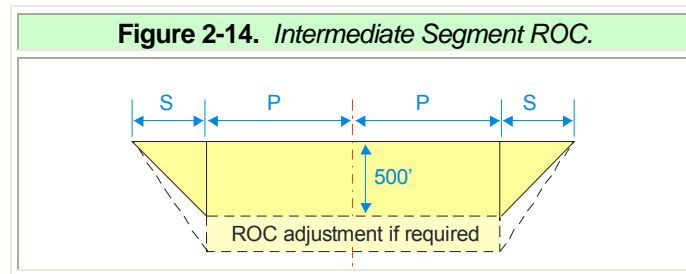 Figure 2-14. Intermediate Segment ROC.
S P P S
500’
ROC adjustment if required